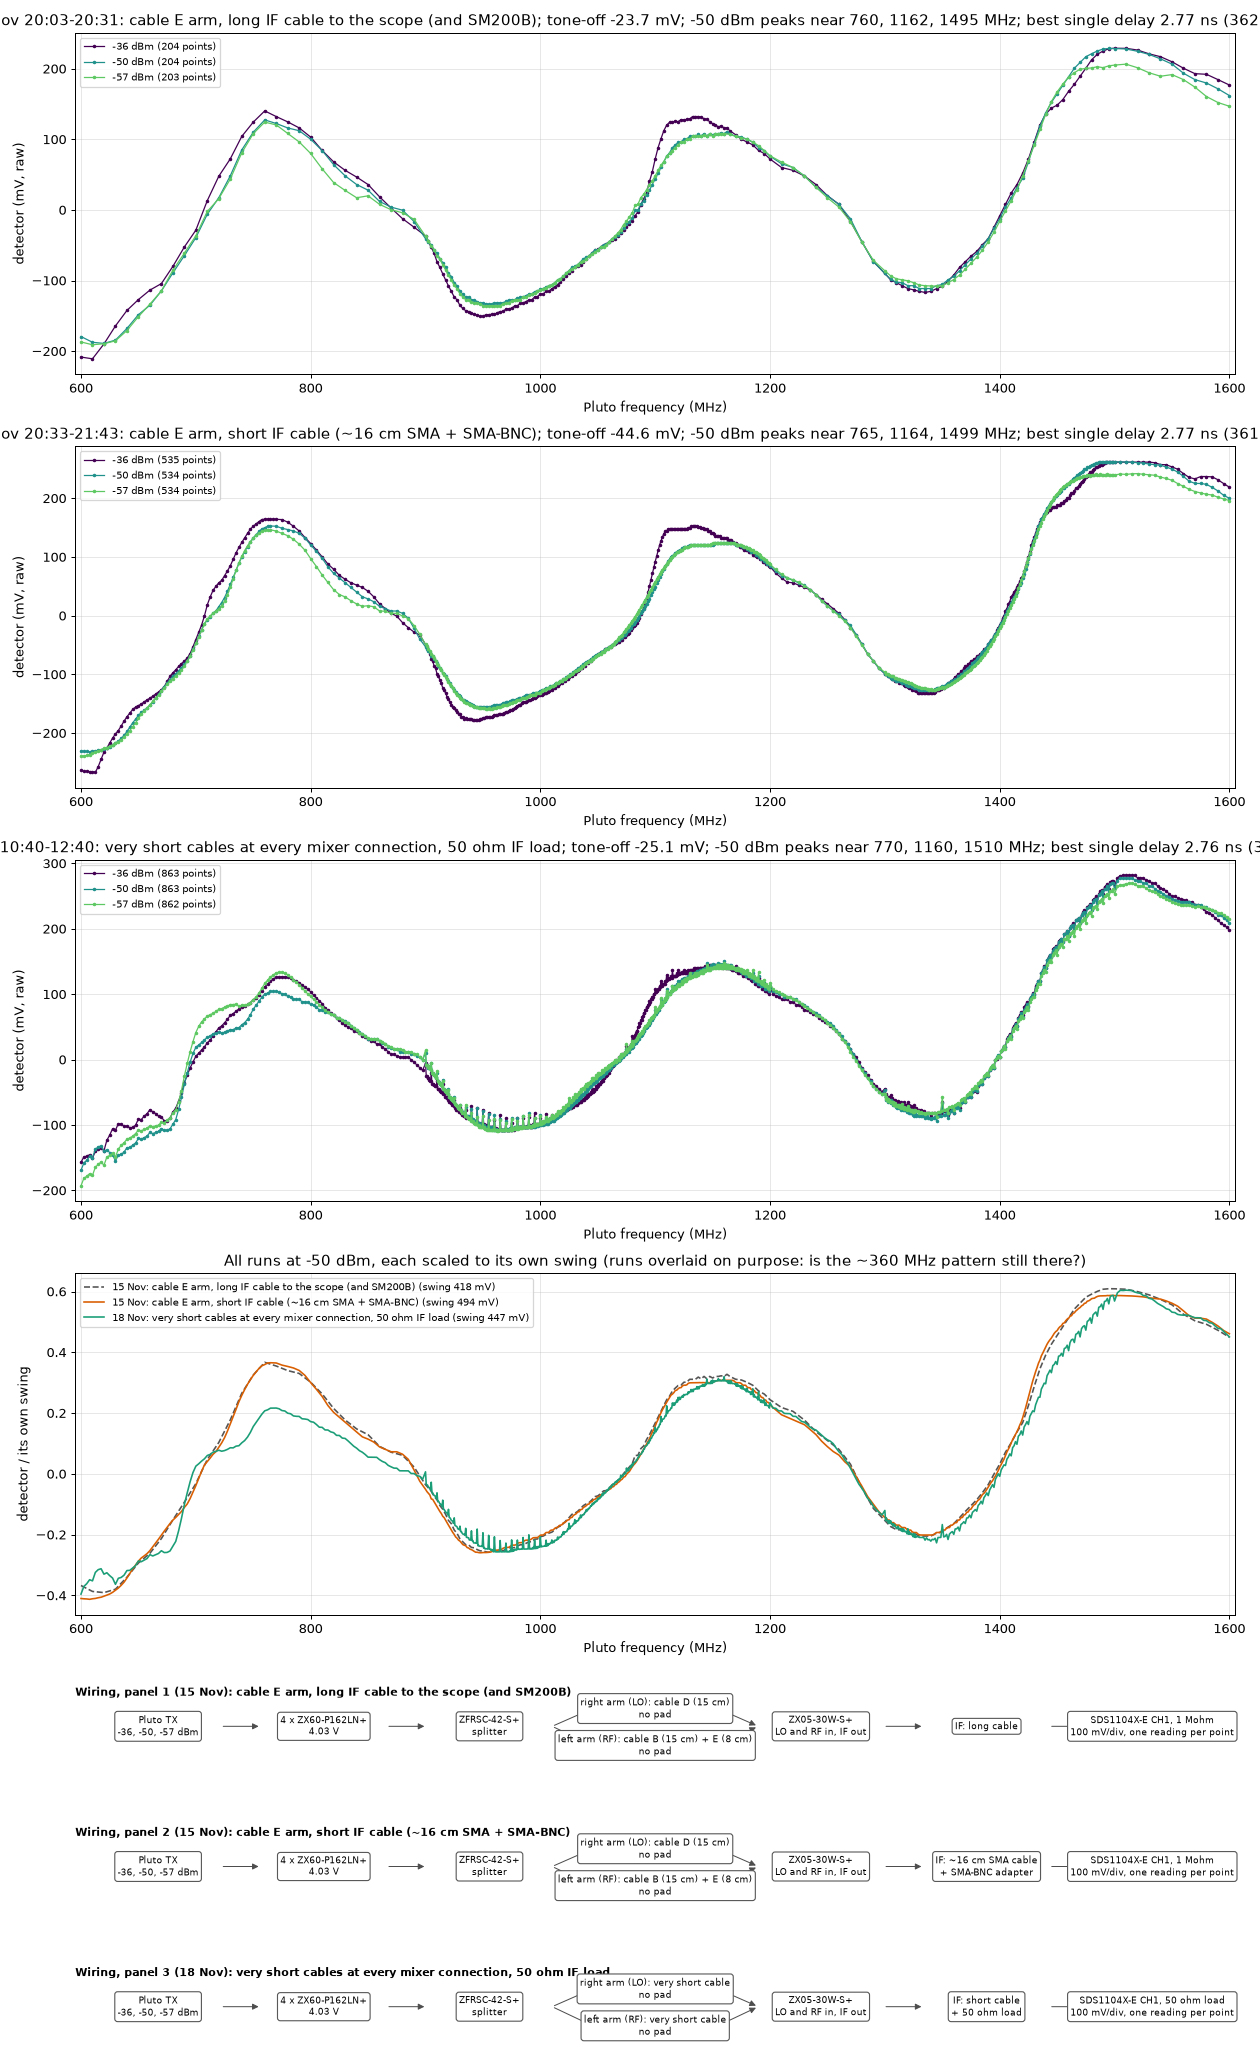 ov 20:03-20:31: cable E arm, long IF cable to the scope (and SM200B); tone-off -23.7 mV; -50 dBm peaks near 760, 1162, 1495 MHz; best single delay 2.77 ns (362
-36 dBm (204 points)
-50 dBm (204 points)
-57 dBm (203 points)
detector (mV, raw)
200
100
0
−100
−200
600
800
1000
1200
1400
1600
Pluto frequency (MHz)
ov 20:33-21:43: cable E arm, short IF cable (~16 cm SMA + SMA-BNC); tone-off -44.6 mV; -50 dBm peaks near 765, 1164, 1499 MHz; best single delay 2.77 ns (361
-36 dBm (535 points)
-50 dBm (534 points)
-57 dBm (534 points)
detector (mV, raw)
200
100
0
−100
−200
600
800
1000
1200
1400
1600
Pluto frequency (MHz)
10:40-12:40: very short cables at every mixer connection, 50 ohm IF load; tone-off -25.1 mV; -50 dBm peaks near 770, 1160, 1510 MHz; best single delay 2.76 ns (3
-36 dBm (863 points)
-50 dBm (863 points)
-57 dBm (862 points)
detector (mV, raw)
300
200
100
0
−100
−200
600
800
1000
1200
1400
1600
Pluto frequency (MHz)
All runs at -50 dBm, each scaled to its own swing (runs overlaid on purpose: is the ~360 MHz pattern still there?)
15 Nov: cable E arm, long IF cable to the scope (and SM200B) (swing 418 mV)
15 Nov: cable E arm, short IF cable (~16 cm SMA + SMA-BNC) (swing 494 mV)
18 Nov: very short cables at every mixer connection, 50 ohm IF load (swing 447 mV)
detector / its own swing
0.6
0.4
0.2
0.0
−0.2
−0.4
600
800
1000
1200
1400
1600
Pluto frequency (MHz)
Wiring, panel 1 (15 Nov): cable E arm, long IF cable to the scope (and SM200B)
Pluto TX
-36, -50, -57 dBm
4 x ZX60-P162LN+
4.03 V
ZFRSC-42-S+
splitter
right arm (LO): cable D (15 cm)
no pad
left arm (RF): cable B (15 cm) + E (8 cm)
no pad
ZX05-30W-S+
LO and RF in, IF out
IF: long cable
SDS1104X-E CH1, 1 Mohm
100 mV/div, one reading per point
Wiring, panel 2 (15 Nov): cable E arm, short IF cable (~16 cm SMA + SMA-BNC)
Pluto TX
-36, -50, -57 dBm
4 x ZX60-P162LN+
4.03 V
ZFRSC-42-S+
splitter
right arm (LO): cable D (15 cm)
no pad
left arm (RF): cable B (15 cm) + E (8 cm)
no pad
ZX05-30W-S+
LO and RF in, IF out
IF: ~16 cm SMA cable
+ SMA-BNC adapter
SDS1104X-E CH1, 1 Mohm
100 mV/div, one reading per point
Wiring, panel 3 (18 Nov): very short cables at every mixer connection, 50 ohm IF load
Pluto TX
-36, -50, -57 dBm
4 x ZX60-P162LN+
4.03 V
ZFRSC-42-S+
splitter
right arm (LO): very short cable
no pad
left arm (RF): very short cable
no pad
ZX05-30W-S+
LO and RF in, IF out
IF: short cable
+ 50 ohm load
SDS1104X-E CH1, 50 ohm load
100 mV/div, one reading per point